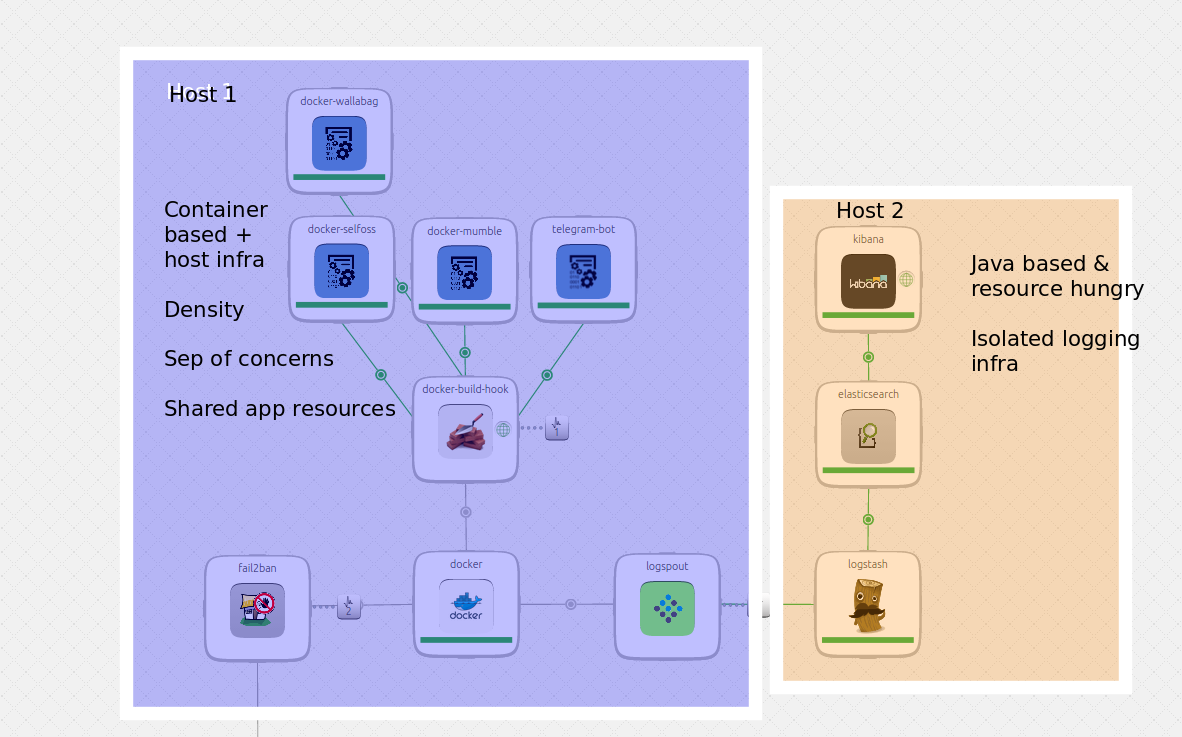 Host 1
docker-wallabag
Container
based +
host infra
Density
Sep of concerns
Shared app resources
docker-selfoss
docker-mumble
telegram-bot
docker-build-hook
1
fail2ban
2
docker
docker
logspout
Host 2
kibana
kibana
Java based &
resource hungry
Isolated logging
infra
elasticsearch
logstash